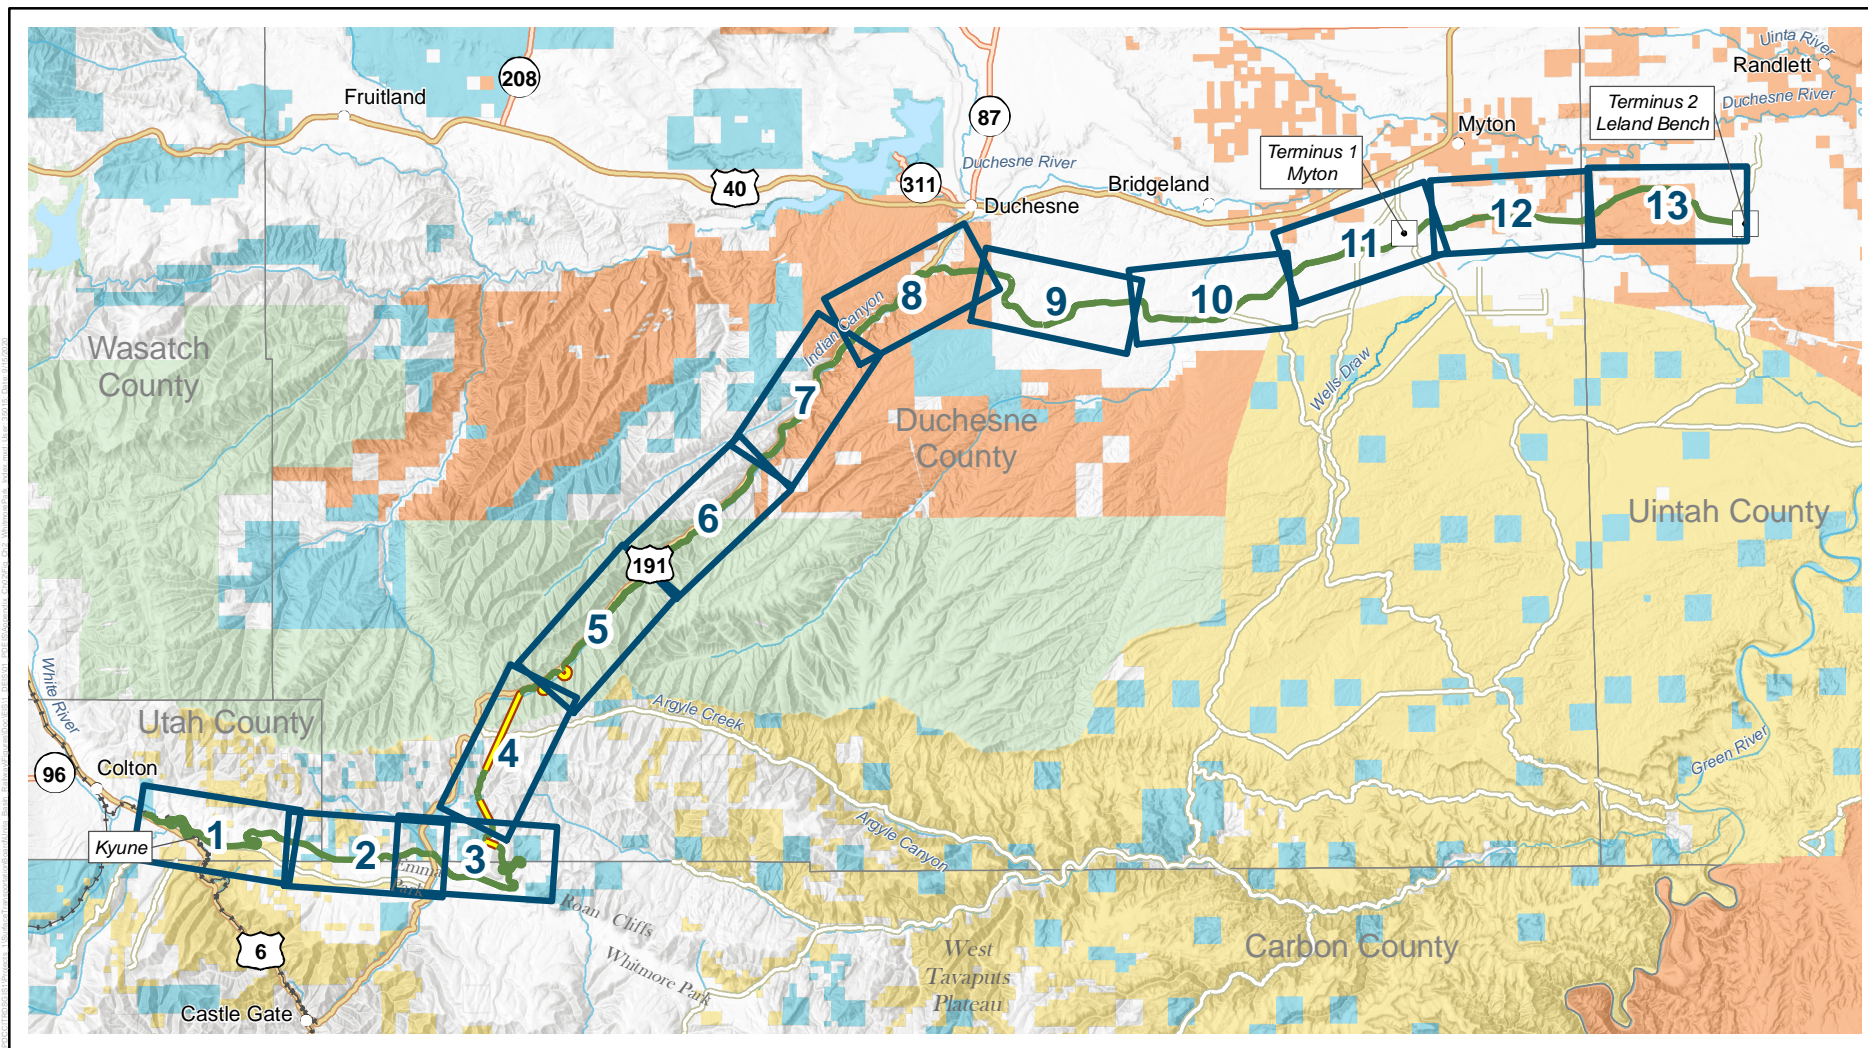 Uinta River
Randlett
208
Fruitland
Duchesne River
Terminus 2
Leland Bench
87
Myton
Terminus 1
Myton
Duchesne River
40
311
Bridgeland
Duchesne
13
12
11
10
9
8
Indian Canyon
Wasatch
County
7
Wells Draw
Duchesne
County
6
Uintah County
191
5
White River
Utah County
Argyle Creek
4
Green River
96
Colton
Kyune
1
2
3
Emma
Park
Argyle Canyon
Roan Cliffs
Whitmore Park
West
Tavaputs
Plateau
Carbon County
6
Castle Gate